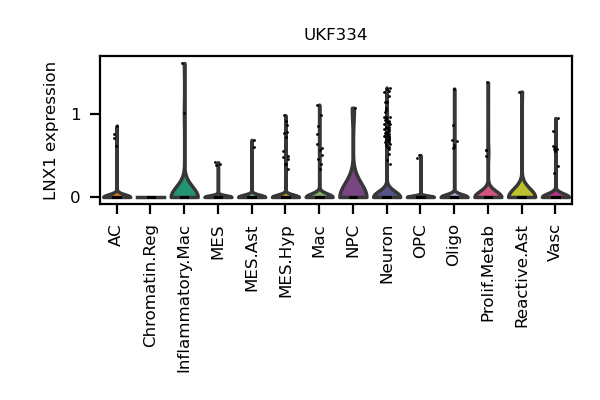 UKF334
LNX1 expression
1
0
AC
Chromatin.Reg
Inflammatory.Mac
MES
MES.Ast
MES.Hyp
Mac
NPC
Neuron
OPC
Oligo
Prolif.Metab
Reactive.Ast
Vasc